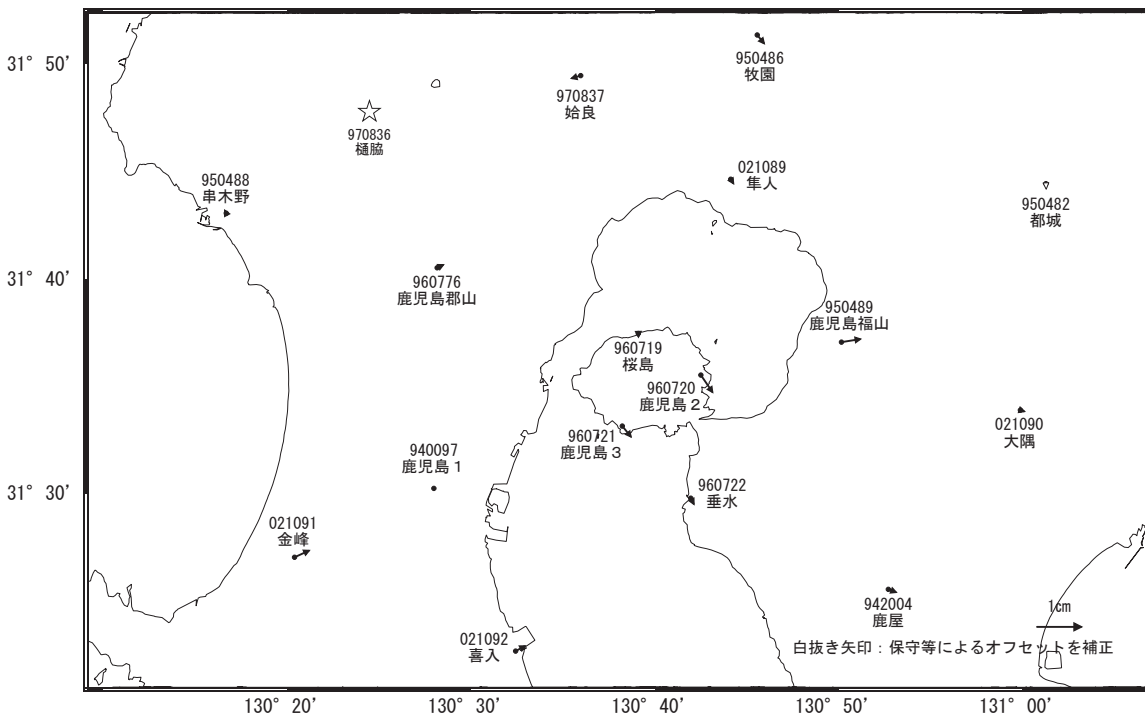 31° 50'
31° 40'
31° 30'
950486
牧園
970837
姶良
970836
樋脇
021089
隼人
950488
串木野
950482
都城
960776
鹿児島郡山
950489
鹿児島福山
960719
桜島
960720
鹿児島２
021090
大隅
960721
鹿児島３
940097
鹿児島１
960722
垂水
021091
金峰
942004
鹿屋
1cm
021092
喜入
白抜き矢印：保守等によるオフセットを補正
130° 20'
130° 30'
130° 40'
130° 50'
131° 00'